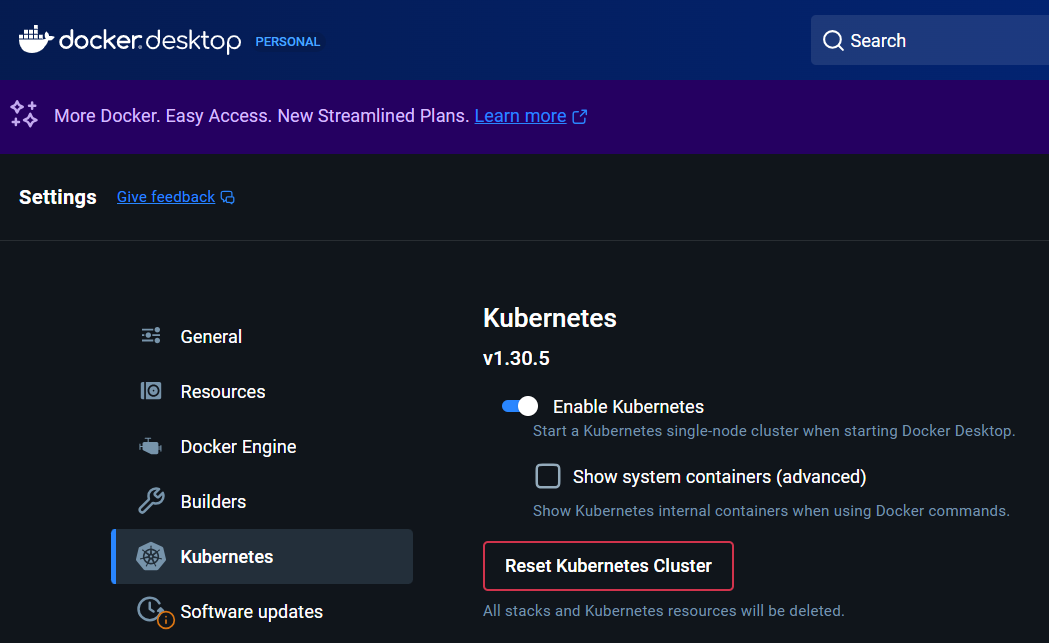 docker.desktop PERSONAL
Search
More Docker. Easy Access. New Streamlined Plans. Learn more
Settings Give feedback
General
Resources
Docker Engine
Builders
Kubernetes
Software updates
Kubernetes
v1.30.5
Enable Kubernetes
Start a Kubernetes single-node cluster when starting Docker Desktop.
Show system containers (advanced)
Show Kubernetes internal containers when using Docker commands.
Reset Kubernetes Cluster
All stacks and Kubernetes resources will be deleted.